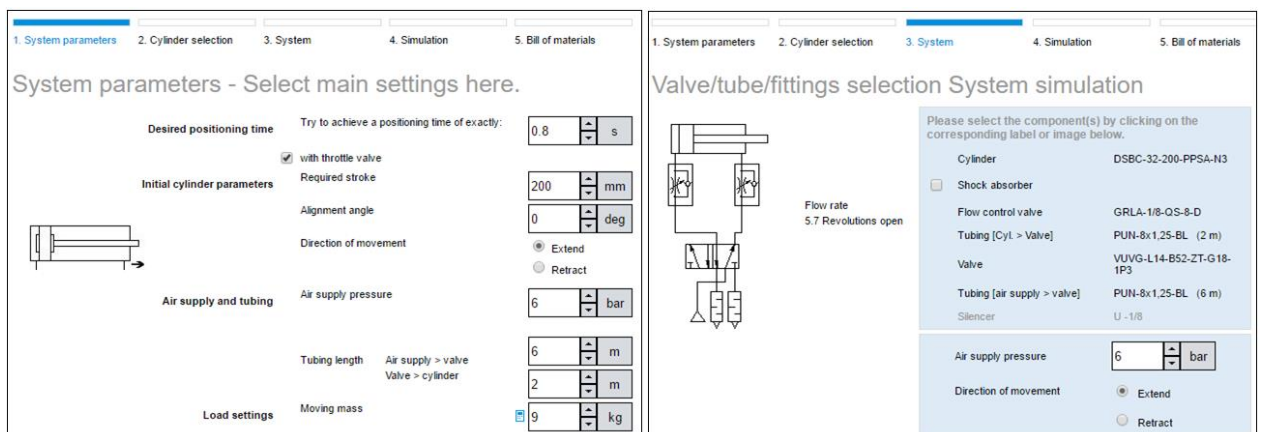 1. System parameters 2. Cylinder selection 3. System 4. Simulation 5. Bill of materials
System parameters - Select main settings here.
Desired positioning time Try to achieve a positioning time of exactly: 0.8 s
with throttle valve
Initial cylinder parameters Required stroke 200 mm
Alignment angle 0 deg
Direction of movement Extend
Retract
Air supply and tubing Air supply pressure 6 bar
Tubing length Air supply > valve 6 m
Valve > cylinder 2 m
Load settings Moving mass 9 kg
1. System parameters 2. Cylinder selection 3. System 4. Simulation 5. Bill of materials
Valve/tube/fittings selection System simulation
Flow rate
5.7 Revolutions open
Please select the component(s) by clicking on the
corresponding label or image below.
Cylinder DSBC-32-200-PPSA-N3
Shock absorber
Flow control valve GRLA-1/8-QS-8-D
Tubing [Cyl. > Valve] PUN-8x1,25-BL (2 m)
Valve VUVG-L14-B52-ZT-G18-
1P3
Tubing [air supply > valve] PUN-8x1,25-BL (6 m)
Silencer U -1/8
Air supply pressure 6 bar
Direction of movement Extend
Retract